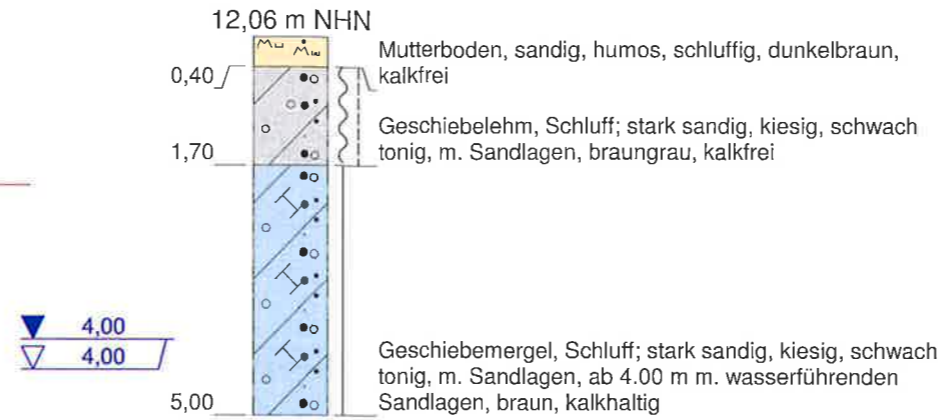 12,06 m NHN
Mutterboden, sandig, humos, schluffig, dunkelbraun,
0,40
kalkfrei
Geschiebelehm, Schluff; stark sandig, kiesig, schwach
1,70
tonig, m. Sandlagen, braungrau, kalkfrei
4,00
4,00
Geschiebemergel, Schluff; stark sandig, kiesig, schwach
tonig, m. Sandlagen, ab 4.00 m m. wasserführenden
5,00
Sandlagen, braun, kalkhaltig